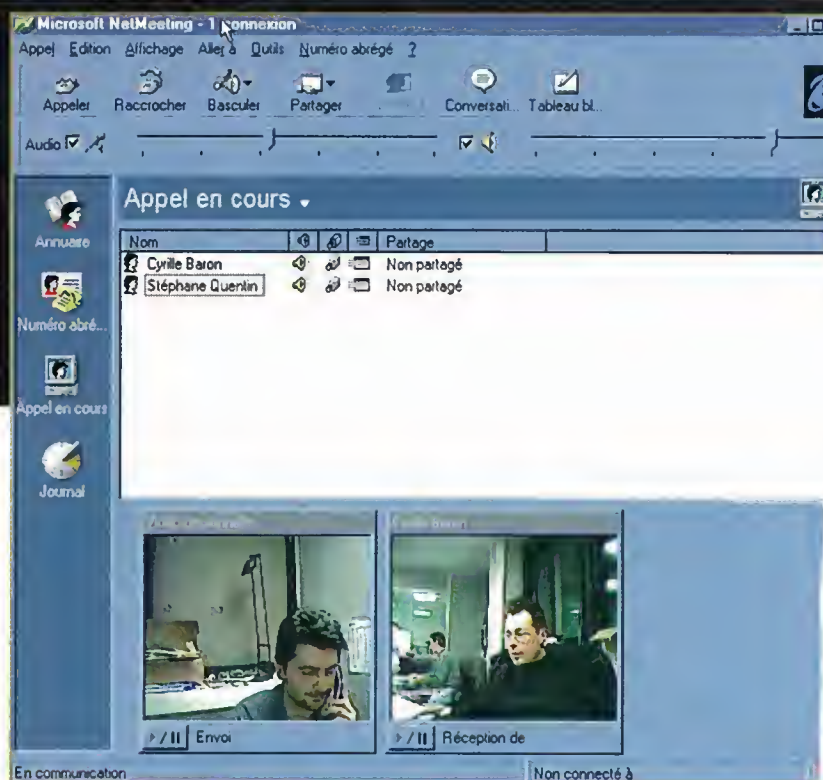 Microsoft NetMeeting - 1 connexion
Appel Edition Affichage Aller à Outils Numéro abrégé ?
Appeler Raccrocher Basculer Partager Conversati... Tableau bl...
Audio
Appel en cours
Annuaire
Nom Partage
Cyrille Baron Non partagé
Stéphane Quentin Non partagé
Numéro abré...
Appel en cours
Journal
Cyrille Baron
Envoi
Réception de
En communication
Non connecté à